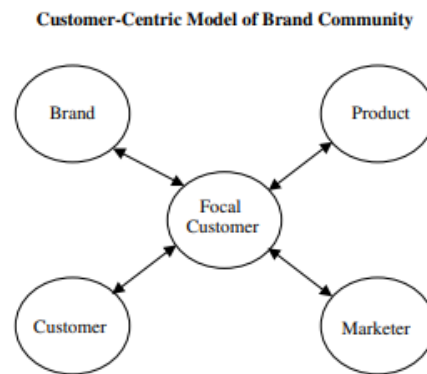 Customer-Centric Model of Brand Community
Brand
Product
Focal
Customer
Customer
Marketer